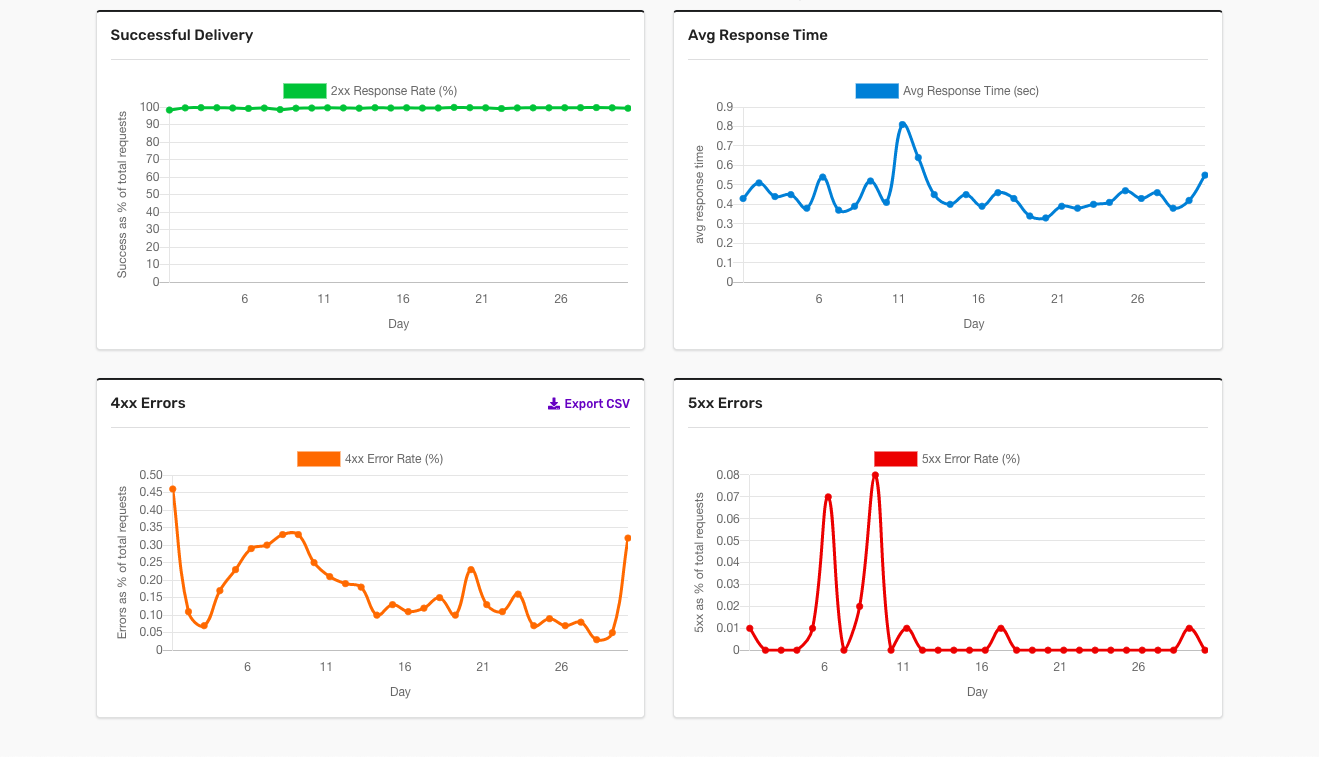 Successful Delivery
2xx Response Rate (%)
Success as % of total requests
100
90
80
70
60
50
40
30
20
10
0
6 11 16 21 26
Day
Avg Response Time
Avg Response Time (sec)
avg response time
0.9
0.8
0.7
0.6
0.5
0.4
0.3
0.2
0.1
0
6 11 16 21 26
Day
4xx Errors
Export CSV
4xx Error Rate (%)
Errors as % of total requests
0.50
0.45
0.40
0.35
0.30
0.25
0.20
0.15
0.10
0.05
0
6 11 16 21 26
Day
5xx Errors
5xx Error Rate (%)
5xx as % of total requests
0.08
0.07
0.06
0.05
0.04
0.03
0.02
0.01
0
6 11 16 21 26
Day